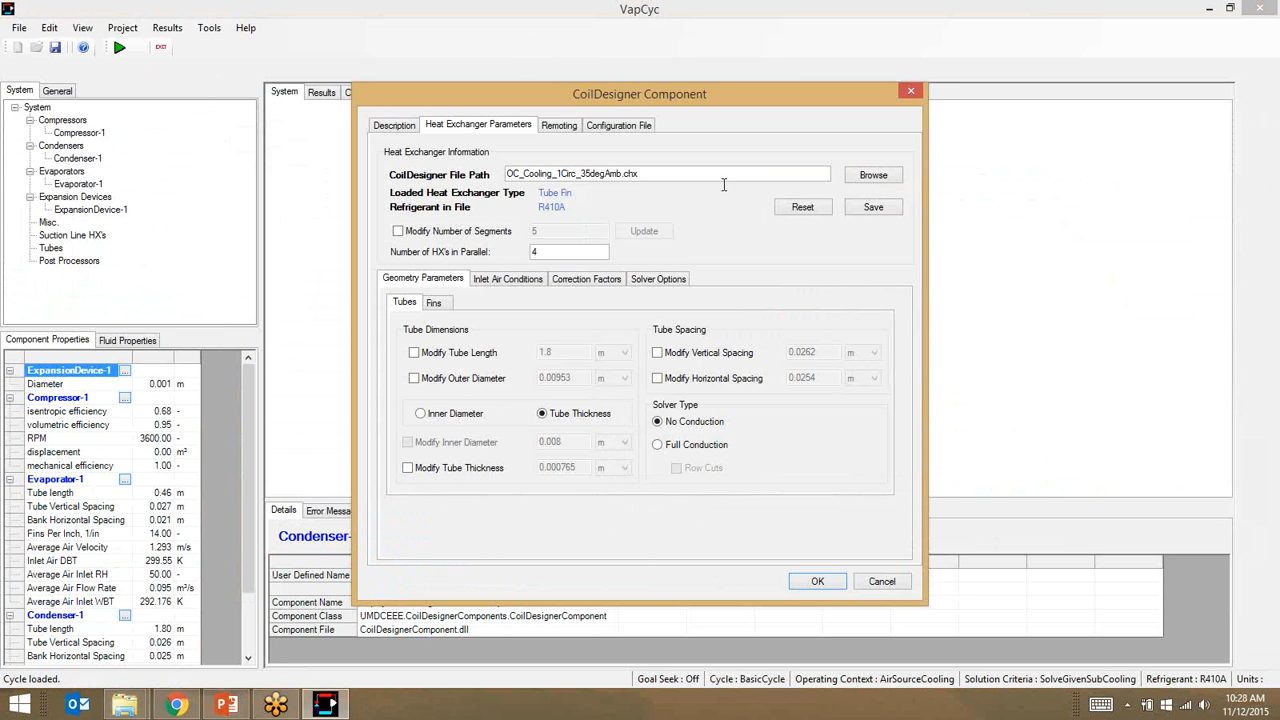 VapCyc
File Edit View Project Results Tools Help
EXIT
System General
System
Compressors
Compressor-1
Condensers
Condenser-1
Evaporators
Evaporator-1
Expansion Devices
ExpansionDevice-1
Misc.
Suction Line HX's
Tubes
Post Processors
Component Properties Fluid Properties
ExpansionDevice-1 ...
Diameter 0.001 m
Compressor-1 ...
isentropic efficiency 0.68 -
volumetric efficiency 0.95 -
RPM 3600.00 -
displacement 0.00 m³
mechanical efficiency 1.00 -
Evaporator-1 ...
Tube length 0.46 m
Tube Vertical Spacing 0.027 m
Bank Horizontal Spacing 0.021 m
Fins Per Inch, 1/in 14.00 -
Average Air Velocity 1.293 m/s
Inlet Air DBT 299.55 K
Average Air Inlet RH 50.00 -
Average Air Flow Rate 0.095 m³/s
Average Air Inlet WBT 292.176 K
Condenser-1 ...
Tube length 1.80 m
Tube Vertical Spacing 0.026 m
Bank Horizontal Spacing 0.025 m
System Results C
CoilDesigner Component
Description Heat Exchanger Parameters Remoting Configuration File
Heat Exchanger Information
CoilDesigner File Path OC_Cooling_1Circ_35degAmb.chx Browse
Loaded Heat Exchanger Type Tube Fin
Refrigerant in File R410A Reset Save
Modify Number of Segments 5 Update
Number of HX's in Parallel: 4
Geometry Parameters Inlet Air Conditions Correction Factors Solver Options
Tubes Fins
Tube Dimensions
Modify Tube Length 1.8 m
Modify Outer Diameter 0.00953 m
Inner Diameter Tube Thickness
Modify Inner Diameter 0.008 m
Modify Tube Thickness 0.000765 m
Tube Spacing
Modify Vertical Spacing 0.0262 m
Modify Horizontal Spacing 0.0254 m
Solver Type
No Conduction
Full Conduction
Row Cuts
OK Cancel
Details Error Messa
Condenser-
User Defined Name
Component Name
Component Class UMDCEEE.CoilDesignerComponents.CoilDesignerComponent
Component File CoilDesignerComponent.dll
Cycle loaded. Goal Seek : Off Cycle : BasicCycle Operating Context : AirSourceCooling Solution Criteria : SolveGivenSubCooling Refrigerant : R410A Units :
10:28 AM
11/12/2015